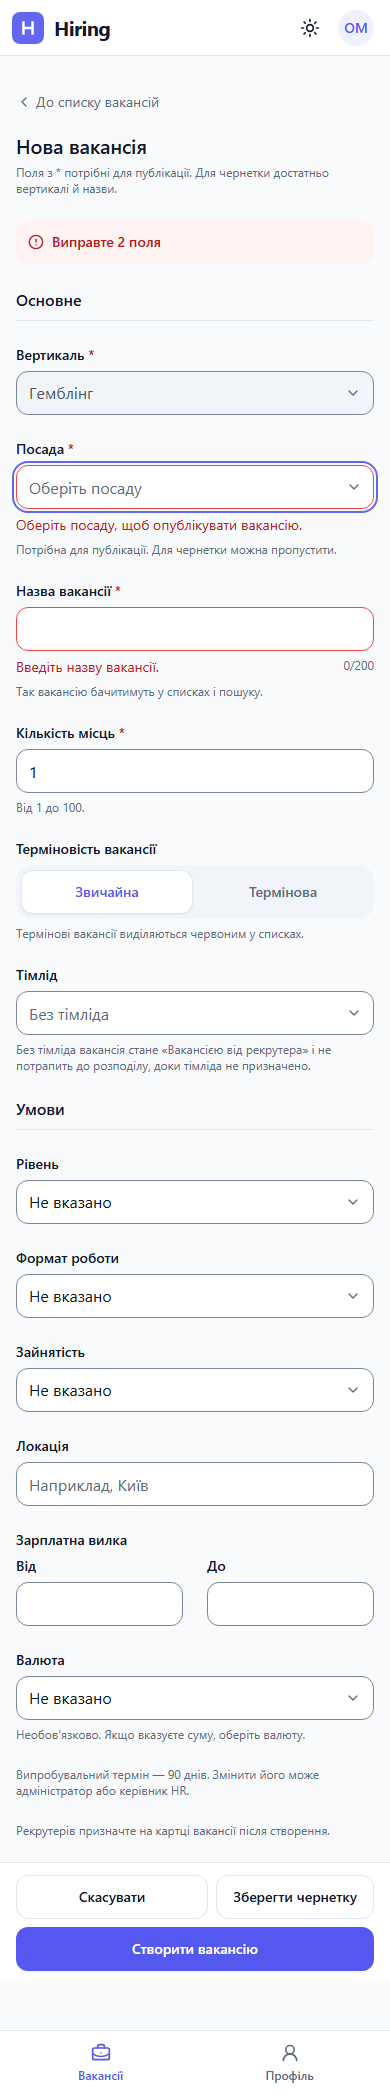 H Hiring
ОМ
До списку вакансій
Нова вакансія
Поля з * потрібні для публікації. Для чернетки достатньо
вертикалі й назви.
Виправте 2 поля
Основне
Вертикаль *
Гемблінг
Посада *
Оберіть посаду
Оберіть посаду, щоб опублікувати вакансію.
Потрібна для публікації. Для чернетки можна пропустити.
Назва вакансії *
Введіть назву вакансії.
0/200
Так вакансію бачитимуть у списках і пошуку.
Кількість місць *
1
Від 1 до 100.
Терміновість вакансії
Звичайна
Термінова
Термінові вакансії виділяються червоним у списках.
Тімлід
Без тімліда
Без тімліда вакансія стане «Вакансією від рекрутера» і не
потрапить до розподілу, доки тімліда не призначено.
Умови
Рівень
Не вказано
Формат роботи
Не вказано
Зайнятість
Не вказано
Локація
Наприклад, Київ
Зарплатна вилка
Від
До
Валюта
Не вказано
Необов'язково. Якщо вказуєте суму, оберіть валюту.
Випробувальний термін — 90 днів. Змінити його може
адміністратор або керівник HR.
Рекрутерів призначте на картці вакансії після створення.
Скасувати
Зберегти чернетку
Створити вакансію
Вакансії
Профіль